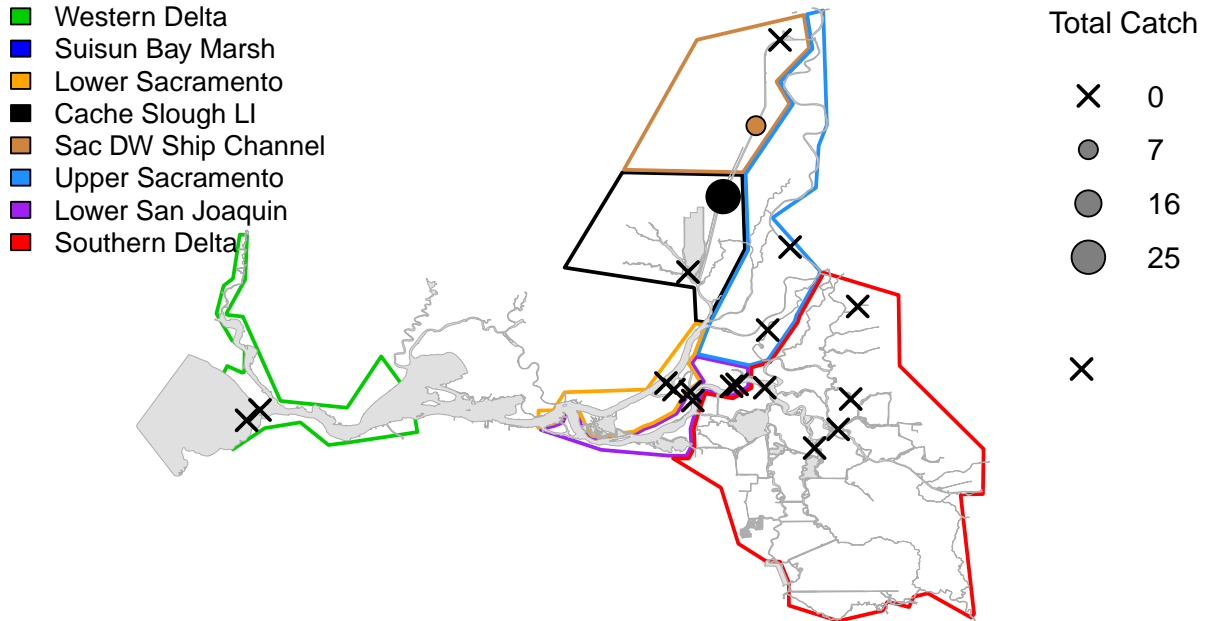 Western Delta
Suisun Bay Marsh
Lower Sacramento
Cache Slough LI
Sac DW Ship Channel
Upper Sacramento
Lower San Joaquin
Southern Delta
Total Catch
0
7
16
25